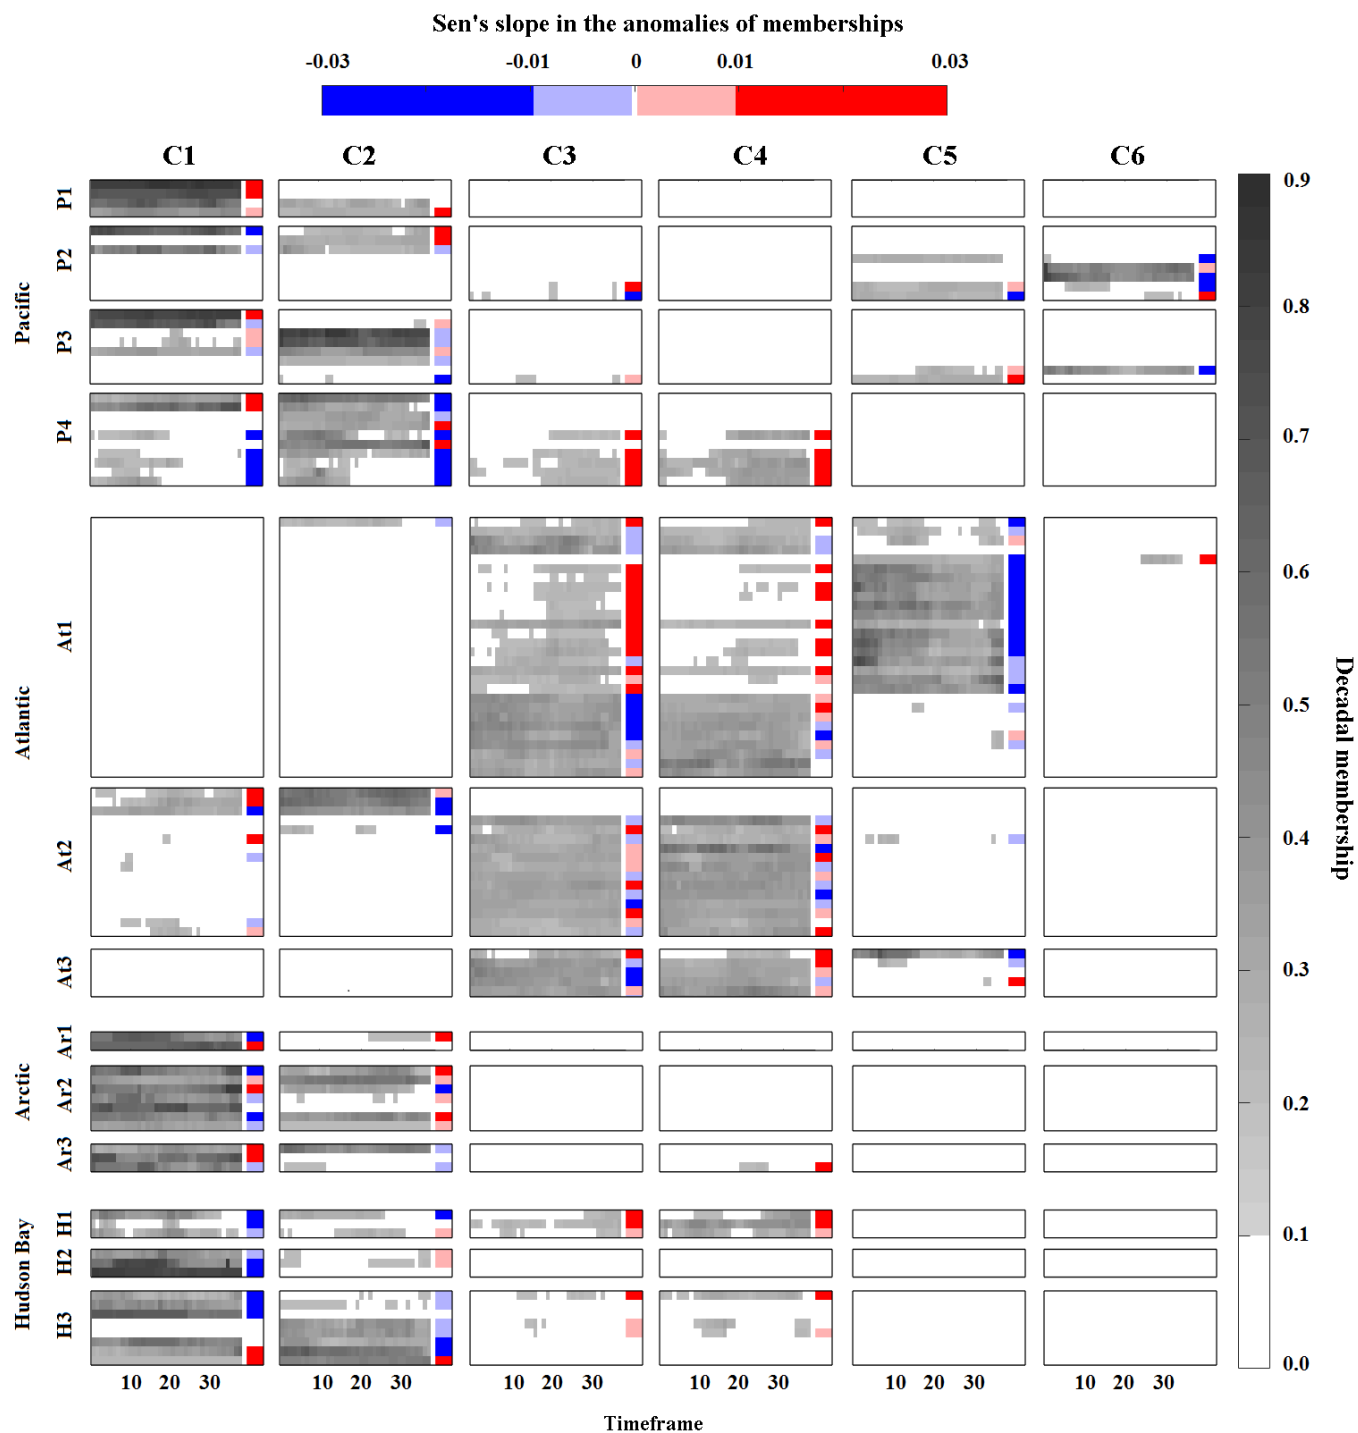 Sen's slope in the anomalies of memberships
-0.03 -0.01 0 0.01 0.03
C1 C2 C3 C4 C5 C6
Pacific
P1
P2
P3
P4
Atlantic
At1
At2
At3
Arctic
Ar1
Ar2
Ar3
Hudson Bay
H1
H2
H3
10 20 30 10 20 30 10 20 30 10 20 30 10 20 30 10 20 30
Timeframe
0.9
0.8
0.7
0.6
0.5
0.4
0.3
0.2
0.1
0.0
Decadal membership